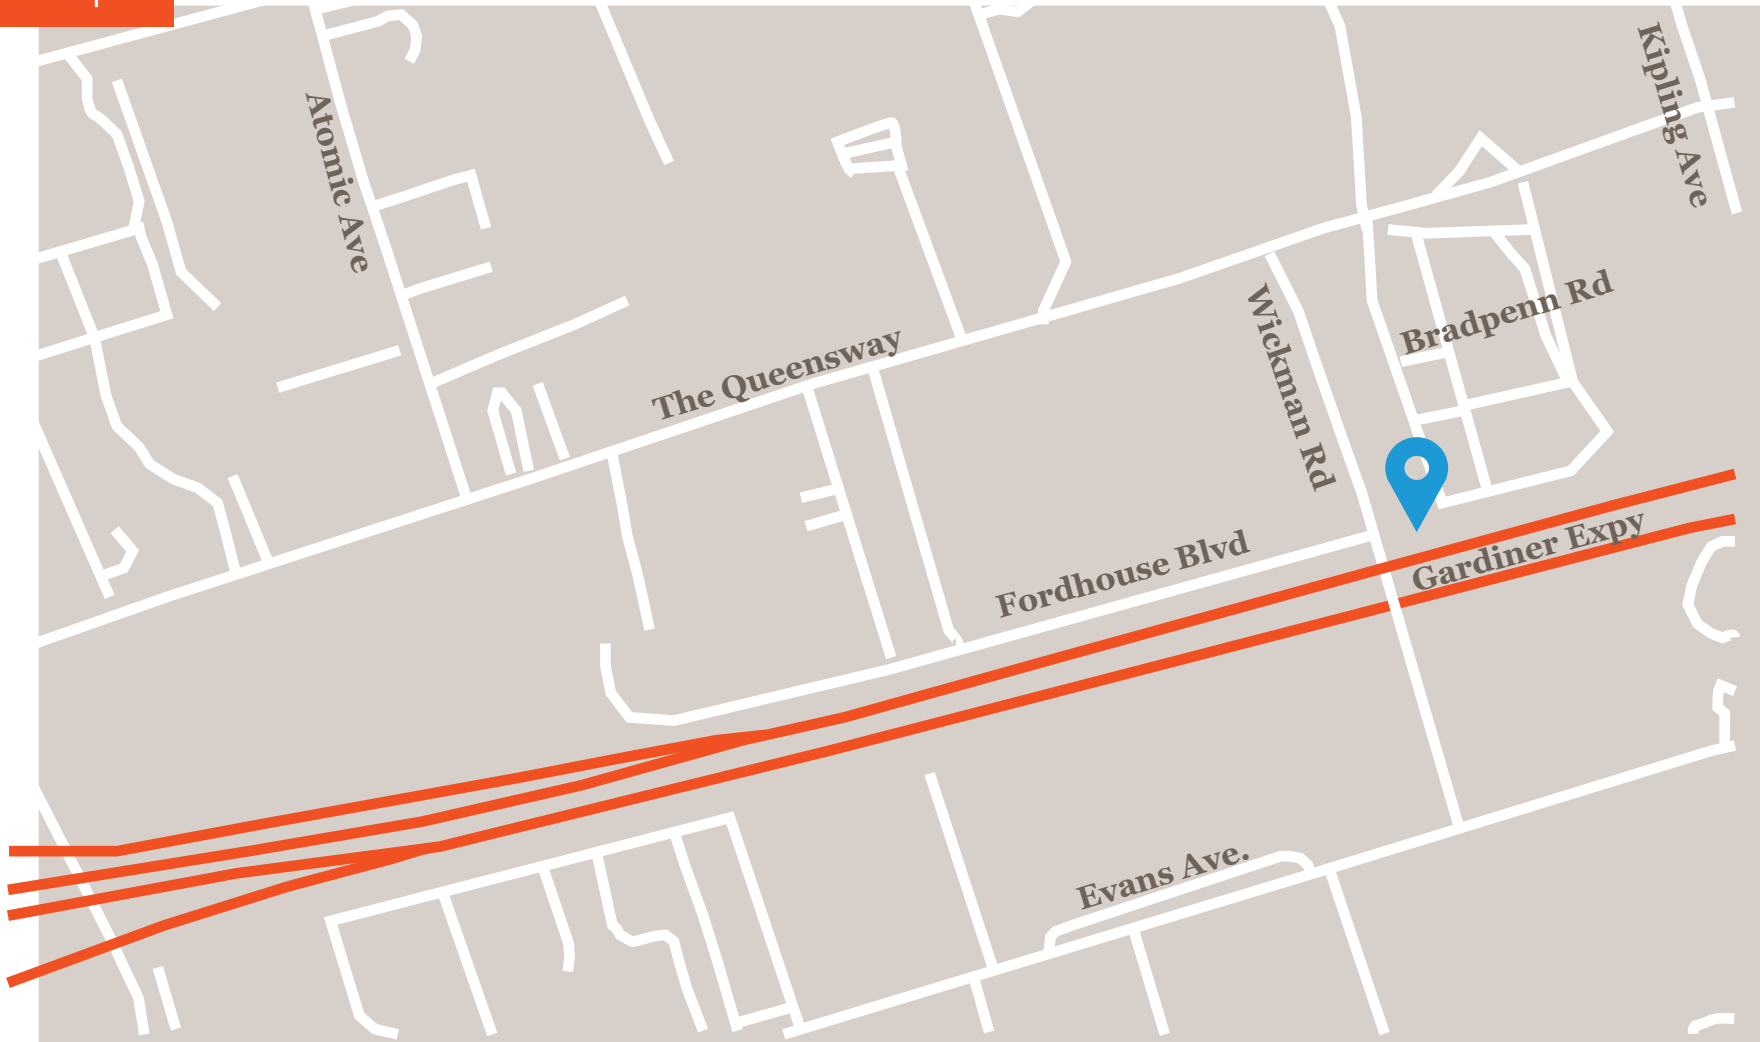 Kipling Ave
Atomic Ave
Bradpenn Rd
Wickman Rd
The Queensway
Gardiner Expy
Fordhouse Blvd
Evans Ave.